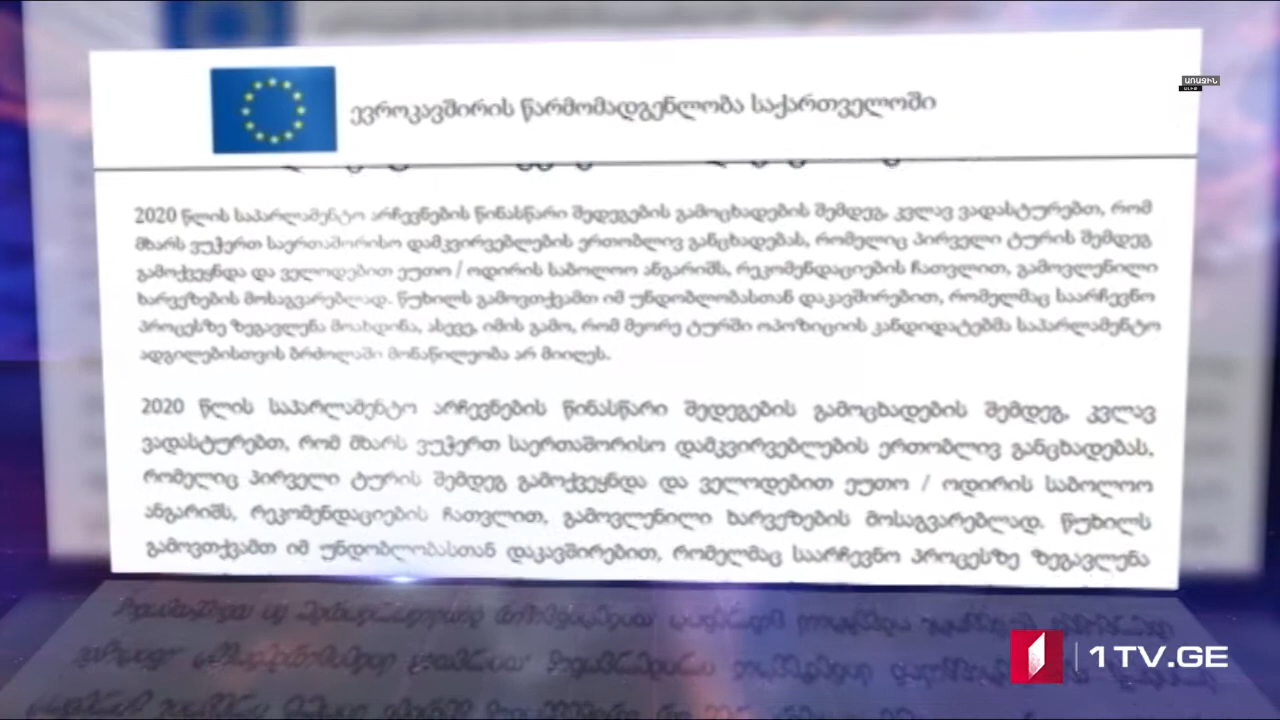 ევროკავშირის წარმომადგენლობა საქართველოში
ԱՌԱՋԻՆ
ԱԼԻՔ
2020 წლის საპარლამენტო არჩევნების წინასწარი შედეგების გამოცხადების შემდეგ, კვლავ ვადასტურებთ, რომ
მხარს ვუჭერთ საერთაშორისო დამკვირვებლების ერთობლივ განცხადებას, რომელიც პირველი ტურის შემდეგ
გამოქვეყნდა და ველოდებით ეუთო / ოდირის საბოლოო ანგარიშს, რეკომენდაციების ჩათვლით, გამოვლენილი
ხარვეზების მოსაგვარებლად. წუხილს გამოვთქვამთ იმ უნდობლობასთან დაკავშირებით, რომელმაც საარჩევნო
პროცესზე ზეგავლენა მოახდინა, ასევე, იმის გამო, რომ მეორე ტურში ოპოზიციის კანდიდატებმა საპარლამენტო
ადგილებისთვის ბრძოლაში მონაწილეობა არ მიიღეს.
2020 წლის საპარლამენტო არჩევნების წინასწარი შედეგების გამოცხადების შემდეგ, კვლავ
ვადასტურებთ, რომ მხარს ვუჭერთ საერთაშორისო დამკვირვებლების ერთობლივ განცხადებას,
რომელიც პირველი ტურის შემდეგ გამოქვეყნდა და ველოდებით ეუთო / ოდირის საბოლოო
ანგარიშს, რეკომენდაციების ჩათვლით, გამოვლენილი ხარვეზების მოსაგვარებლად. წუხილს
გამოვთქვამთ იმ უნდობლობასთან დაკავშირებით, რომელმაც საარჩევნო პროცესზე ზეგავლენა
1TV.GE